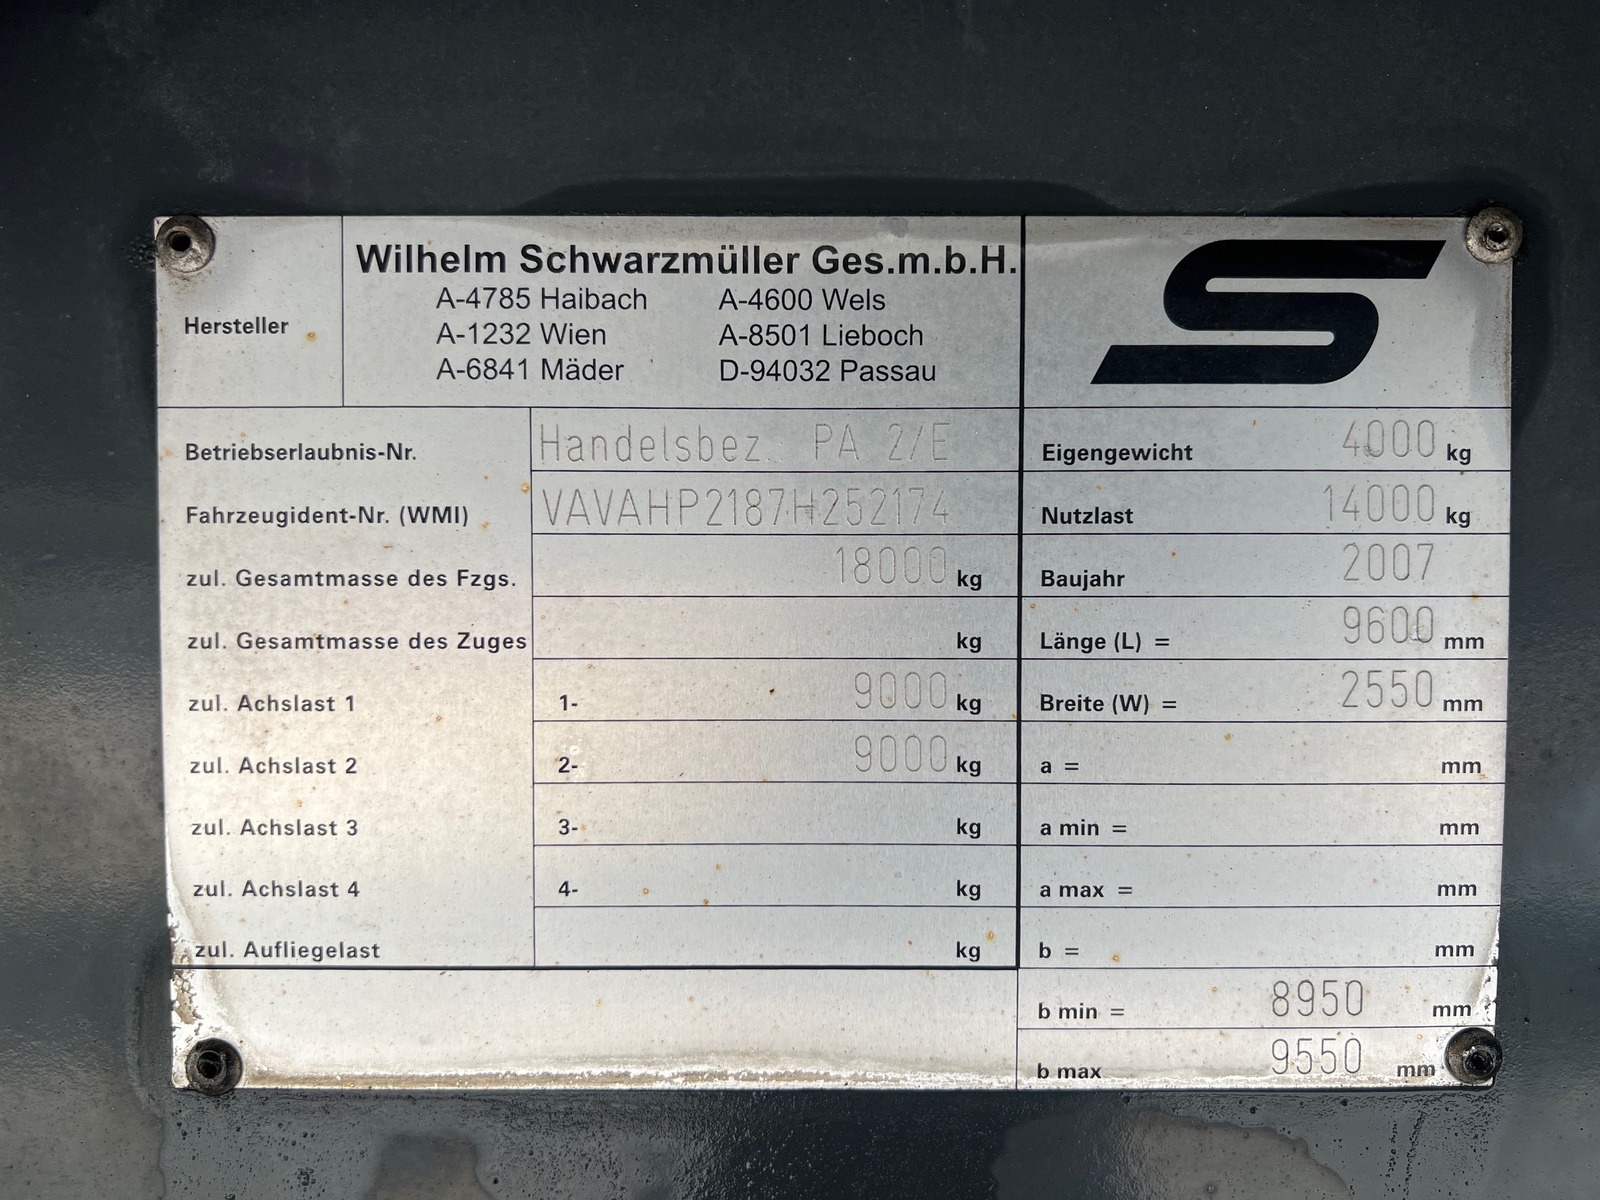 Hersteller
Wilhelm Schwarzmüller Ges.m.b.H.
A-4785 Haibach A-4600 Wels
A-1232 Wien A-8501 Lieboch
A-6841 Mäder D-94032 Passau
S
Betriebserlaubnis-Nr. Handelsbez. PA 2/E
Fahrzeugident-Nr. (WMI) VAVAHP2187H252174
zul. Gesamtmasse des Fzgs. 18000 kg
zul. Gesamtmasse des Zuges kg
zul. Achslast 1 1- 9000 kg
zul. Achslast 2 2- 9000 kg
zul. Achslast 3 3- kg
zul. Achslast 4 4- kg
zul. Aufliegelast kg
Eigengewicht 4000 kg
Nutzlast 14000 kg
Baujahr 2007
Länge (L) = 9600 mm
Breite (W) = 2550 mm
a = mm
a min = mm
a max = mm
b = mm
b min = 8950 mm
b max 9550 mm